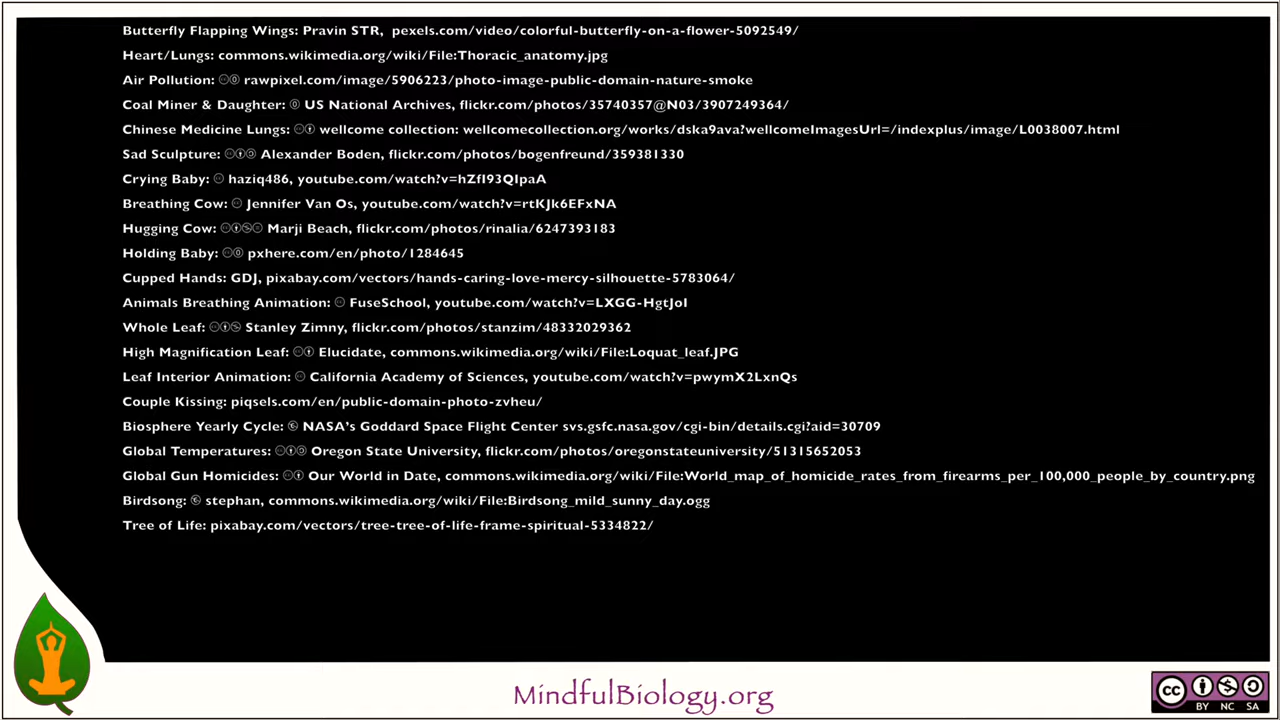 Butterfly Flapping Wings: Pravin STR, pexels.com/video/colorful-butterfly-on-a-flower-5092549/
Heart/Lungs: commons.wikimedia.org/wiki/File:Thoracic_anatomy.jpg
Air Pollution: rawpixel.com/image/5906223/photo-image-public-domain-nature-smoke
Coal Miner & Daughter: US National Archives, flickr.com/photos/35740357@N03/3907249364/
Chinese Medicine Lungs: wellcome collection: wellcomecollection.org/works/dska9ava?wellcomeImagesUrl=/indexplus/image/L0038007.html
Sad Sculpture: Alexander Boden, flickr.com/photos/bogenfreund/359381330
Crying Baby: haziq486, youtube.com/watch?v=hZfI93QIpaA
Breathing Cow: Jennifer Van Os, youtube.com/watch?v=rtKJk6EFxNA
Hugging Cow: Marji Beach, flickr.com/photos/rinalia/6247393183
Holding Baby: pxhere.com/en/photo/1284645
Cupped Hands: GDJ, pixabay.com/vectors/hands-caring-love-mercy-silhouette-5783064/
Animals Breathing Animation: FuseSchool, youtube.com/watch?v=LXGG-HgtJoI
Whole Leaf: Stanley Zimny, flickr.com/photos/stanzim/48332029362
High Magnification Leaf: Elucidate, commons.wikimedia.org/wiki/File:Loquat_leaf.JPG
Leaf Interior Animation: California Academy of Sciences, youtube.com/watch?v=pwymX2LxnQs
Couple Kissing: piqsels.com/en/public-domain-photo-zvheu/
Biosphere Yearly Cycle: NASA's Goddard Space Flight Center svs.gsfc.nasa.gov/cgi-bin/details.cgi?aid=30709
Global Temperatures: Oregon State University, flickr.com/photos/oregonstateuniversity/51315652053
Global Gun Homicides: Our World in Date, commons.wikimedia.org/wiki/File:World_map_of_homicide_rates_from_firearms_per_100,000_people_by_country.png
Birdsong: stephan, commons.wikimedia.org/wiki/File:Birdsong_mild_sunny_day.ogg
Tree of Life: pixabay.com/vectors/tree-tree-of-life-frame-spiritual-5334822/
MindfulBiology.org
cc
BY NC SA